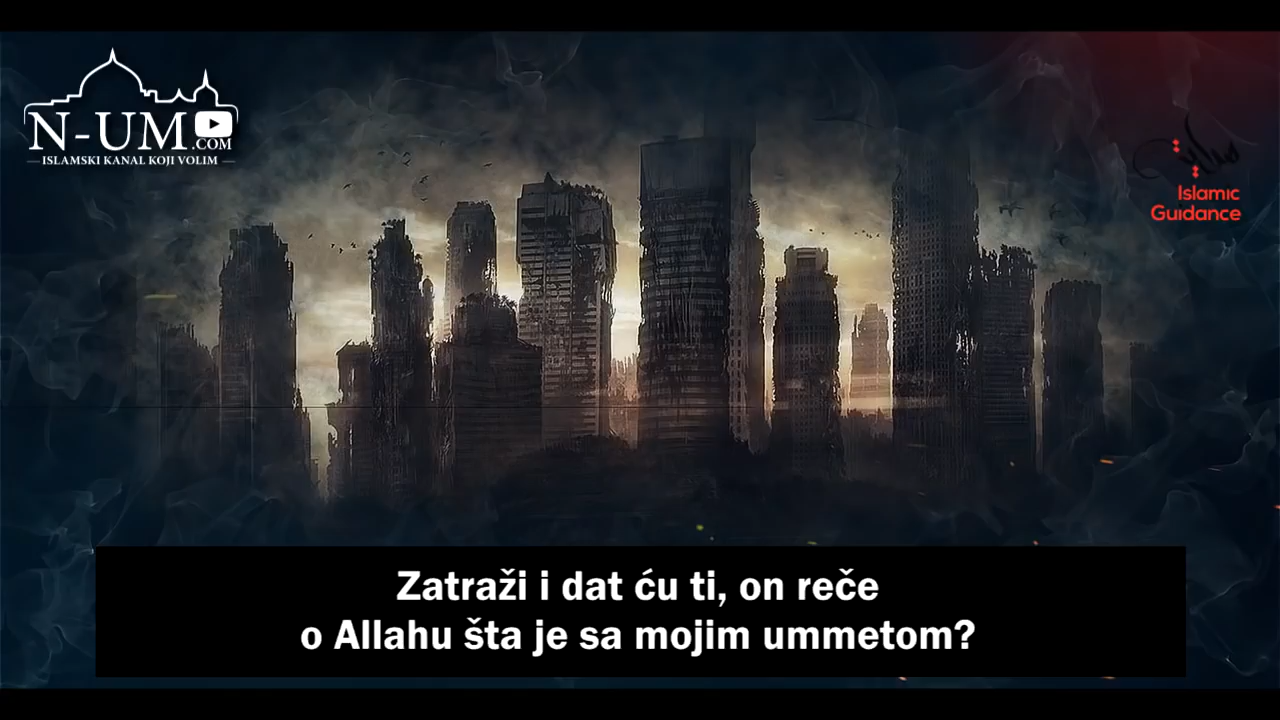 N-UM.COM
ISLAMSKI KANAL KOJI VOLIM
Islamic
Guidance
Zatraži i dat ću ti, on reče
o Allahu šta je sa mojim ummetom?